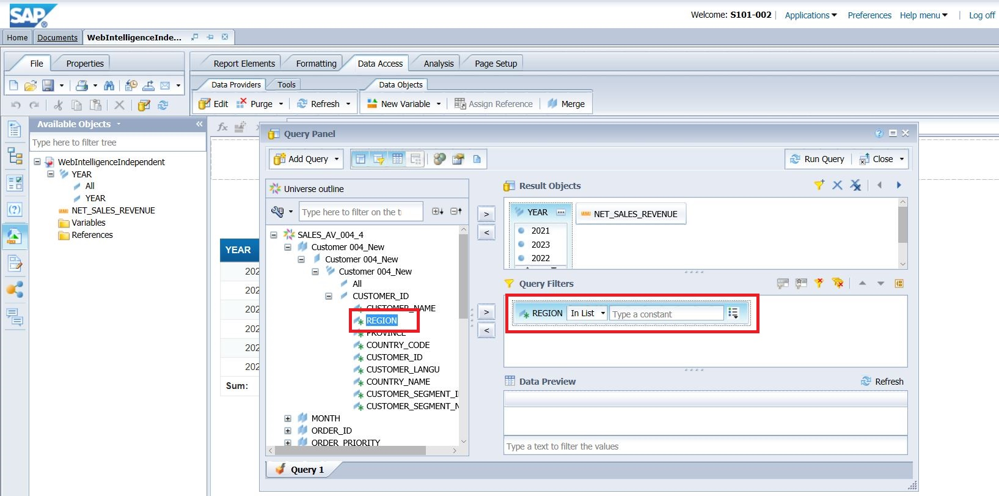 SAP
Welcome: S101-002 | Applications Preferences Help menu | Log off
Home Documents WebIntelligenceInde...
File Properties
Report Elements Formatting Data Access Analysis Page Setup
Data Providers Tools Data Objects
Edit Purge Refresh New Variable Assign Reference Merge
Available Objects
Type here to filter tree
WebIntelligenceIndependent
YEAR
All
YEAR
NET_SALES_REVENUE
Variables
References
YEAR
202
202
202
202
202
202
Sum:
Query Panel
Add Query
Run Query Close
Universe outline
Type here to filter on the t
SALES_AV_004_4
Customer 004_New
Customer 004_New
Customer 004_New
All
CUSTOMER_ID
CUSTOMER_NAME
REGION
PROVINCE
COUNTRY_CODE
CUSTOMER_ID
CUSTOMER_LANGU
COUNTRY_NAME
CUSTOMER_SEGMENT_I
CUSTOMER_SEGMENT_N
MONTH
ORDER_ID
ORDER_PRIORITY
Result Objects
YEAR NET_SALES_REVENUE
2021
2023
2022
Query Filters
REGION In List Type a constant
Data Preview Refresh
Type a text to filter the values
Query 1